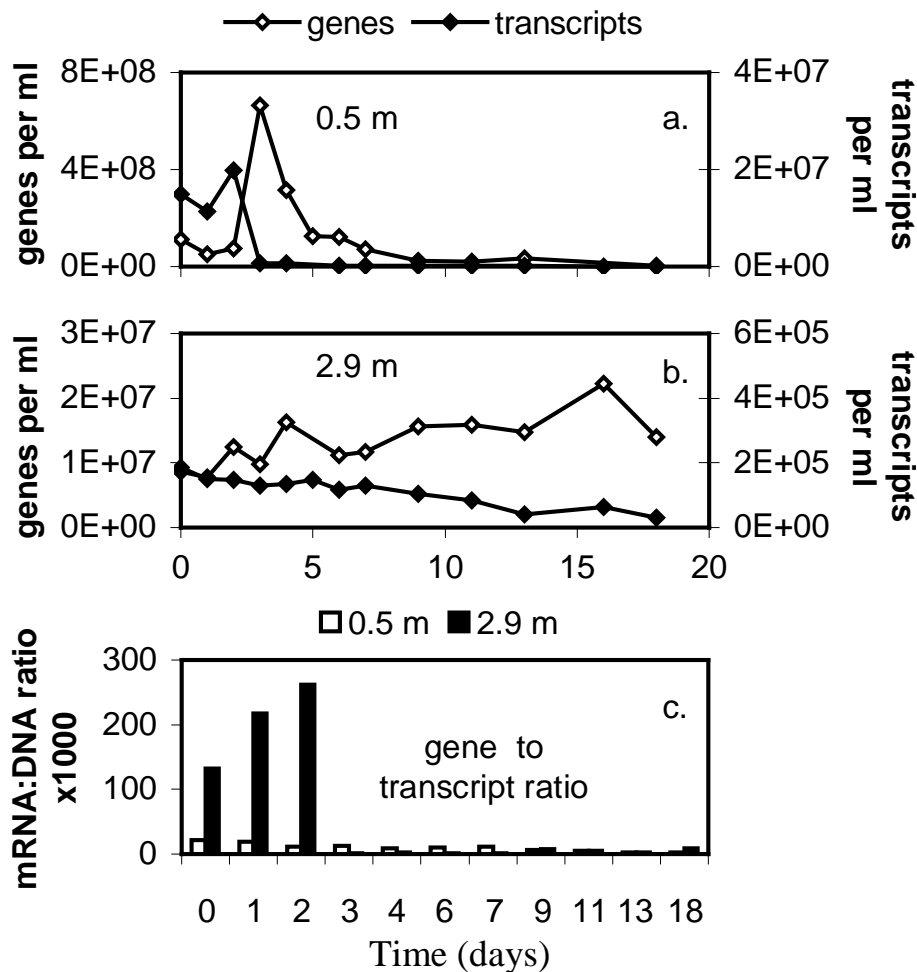 genes transcripts
genes per ml
8E+08
4E+08
0E+00
0.5 m
a.
4E+07
2E+07
0E+00
transcripts
per ml
genes per ml
3E+07
2E+07
1E+07
0E+00
2.9 m
b.
6E+05
4E+05
2E+05
0E+00
transcripts
per ml
0 5 10 15 20
0.5 m 2.9 m
mRNA:DNA ratio
x1000
300
200
100
0
c.
gene to
transcript ratio
0 1 2 3 4 6 7 9 11 13 18
Time (days)